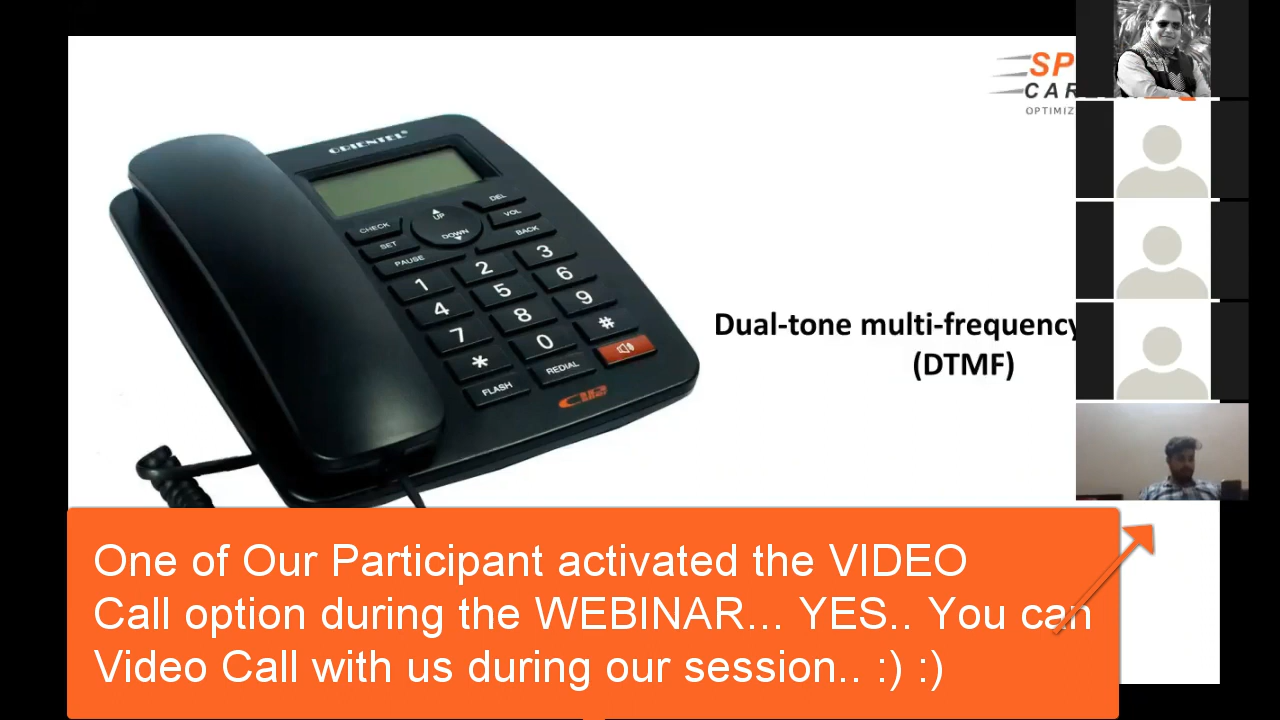 SP
CAR
OPTIMIZ
ORIENTEL
DEL
UP
VOL
CHECK
DOWN
BACK
SET
PAUSE
1 2 3
4 5 6
7 8 9
* 0 #
FLASH REDIAL
Dual-tone multi-frequency
(DTMF)
One of Our Participant activated the VIDEO
Call option during the WEBINAR... YES.. You can
Video Call with us during our session.. :) :)